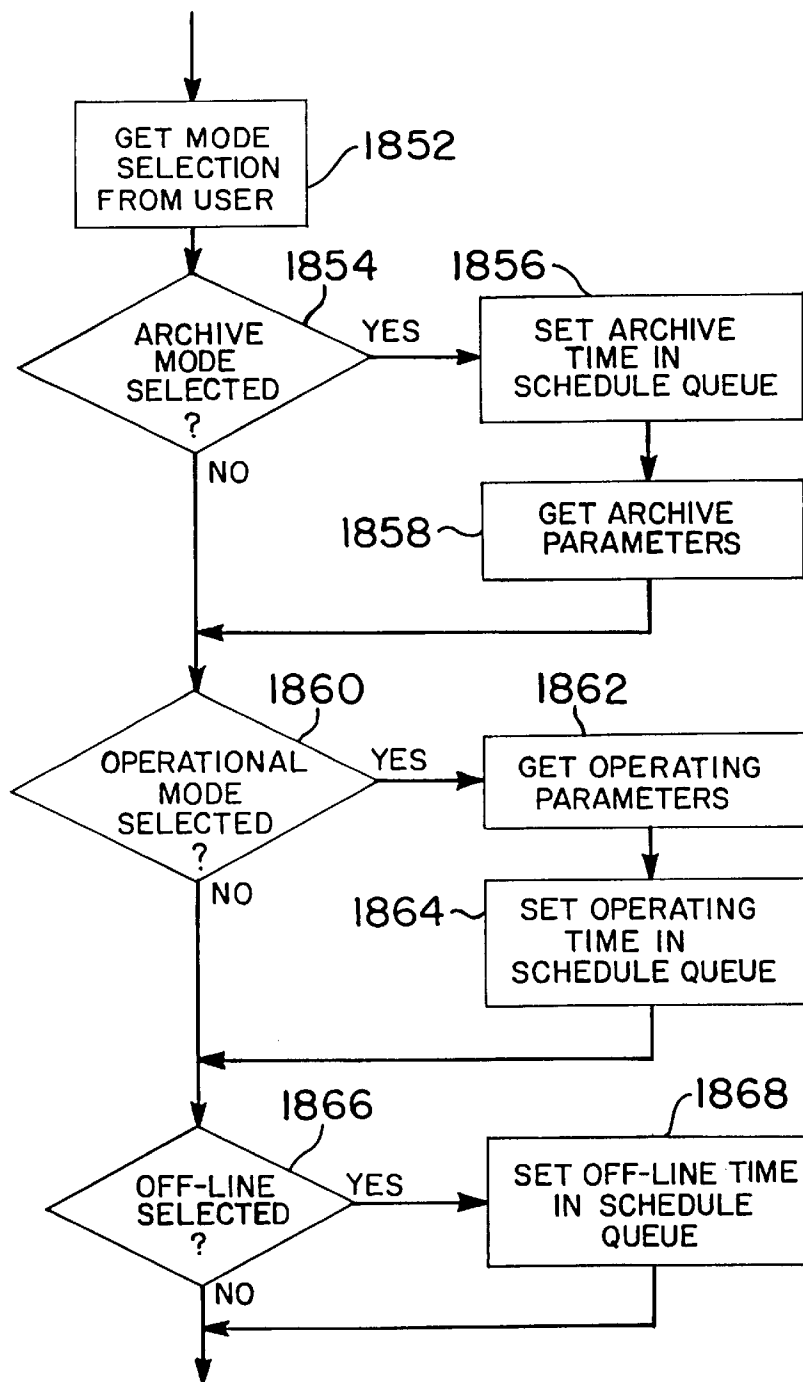 GET MODE
SELECTION
FROM USER
1852
1854
ARCHIVE
MODE
SELECTED
?
YES
NO
1856
SET ARCHIVE
TIME IN
SCHEDULE QUEUE
1858
GET ARCHIVE
PARAMETERS
1860
OPERATIONAL
MODE
SELECTED
?
YES
NO
1862
GET OPERATING
PARAMETERS
1864
SET OPERATING
TIME IN
SCHEDULE QUEUE
1866
OFF-LINE
SELECTED
?
YES
NO
1868
SET OFF-LINE TIME
IN SCHEDULE
QUEUE